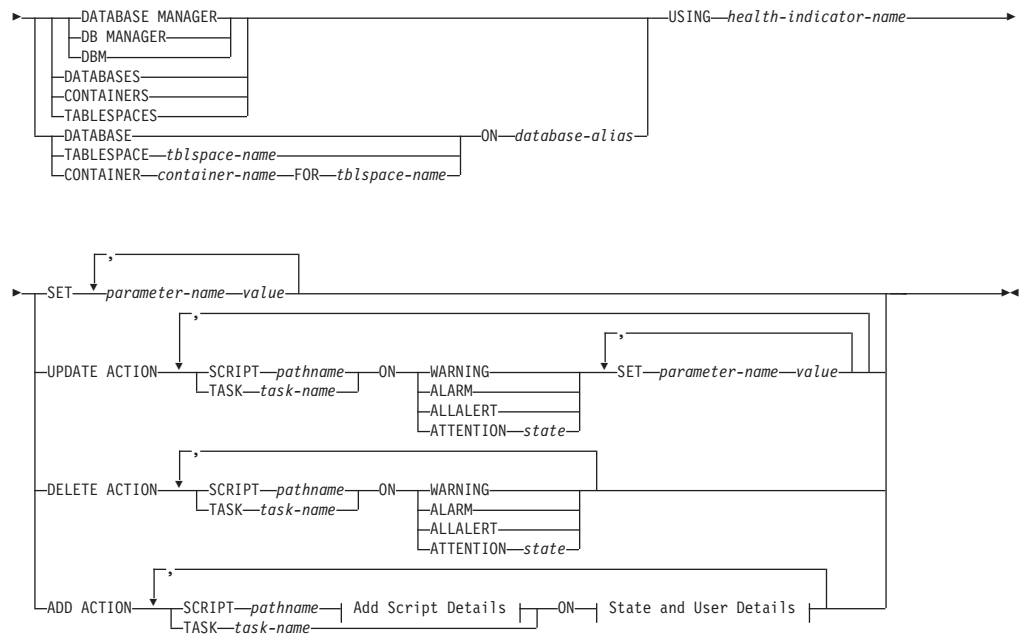 DATABASE MANAGER USING health-indicator-name
DB MANAGER
DBM
DATABASES
CONTAINERS
TABLESPACES
DATABASE ON database-alias
TABLESPACE tblspace-name
CONTAINER container-name FOR tblspace-name
,
SET parameter-name value
,
,
UPDATE ACTION SCRIPT pathname ON WARNING SET parameter-name value
TASK task-name ALARM
ALLALERT
ATTENTION state
,
DELETE ACTION SCRIPT pathname ON WARNING
TASK task-name ALARM
ALLALERT
ATTENTION state
,
ADD ACTION SCRIPT pathname Add Script Details ON State and User Details
TASK task-name